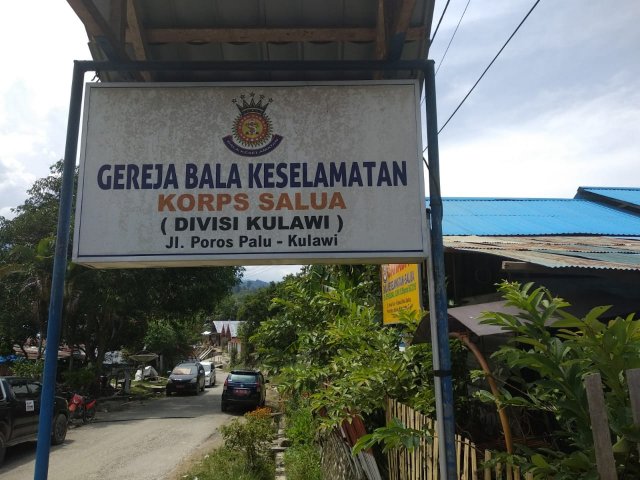 GEREJA BALA KESELAMATAN
KORPS SALUA
( DIVISI KULAWI )
Jl. Poros Palu - Kulawi